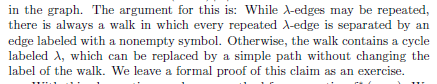 in the graph. The argument for this is: While λ-edges may be repeated,
there is always a walk in which every repeated λ-edge is separated by an
edge labeled with a nonempty symbol. Otherwise, the walk contains a cycle
labeled λ, which can be replaced by a simple path without changing the
label of the walk. We leave a formal proof of this claim as an exercise.